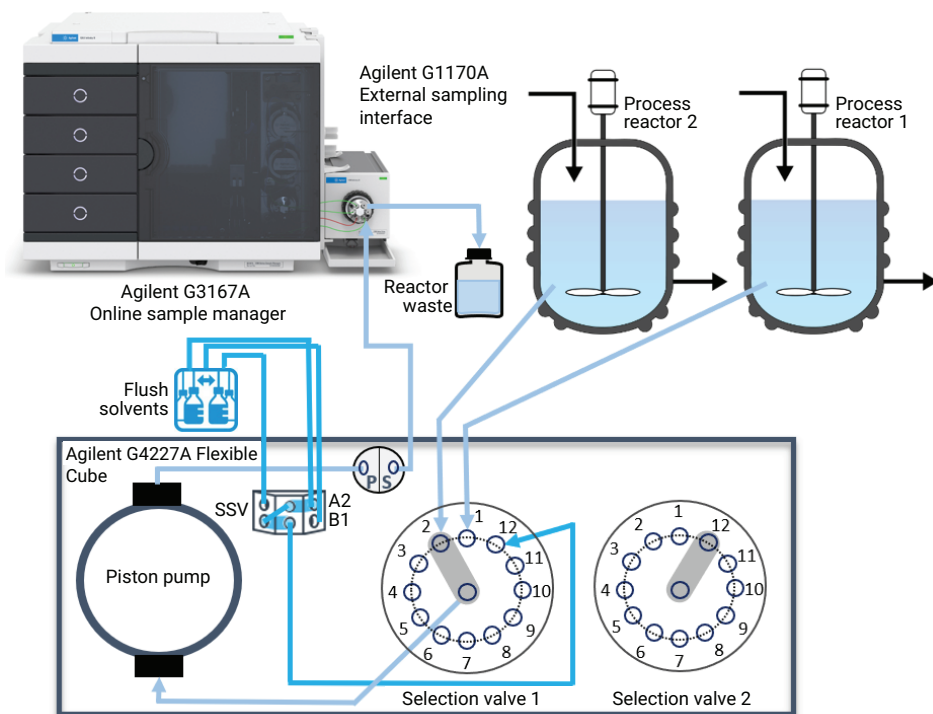 Agilent G1170A
External sampling
interface
Process
reactor 2
Process
reactor 1
Agilent G3167A
Online sample manager
Reactor
waste
Flush
solvents
Agilent G4227A Flexible
Cube
P S
SSV
A2
B1
Piston pump
1
2
3
4
5
6
7
8
9
10
11
12
Selection valve 1
1
2
3
4
5
6
7
8
9
10
11
12
Selection valve 2